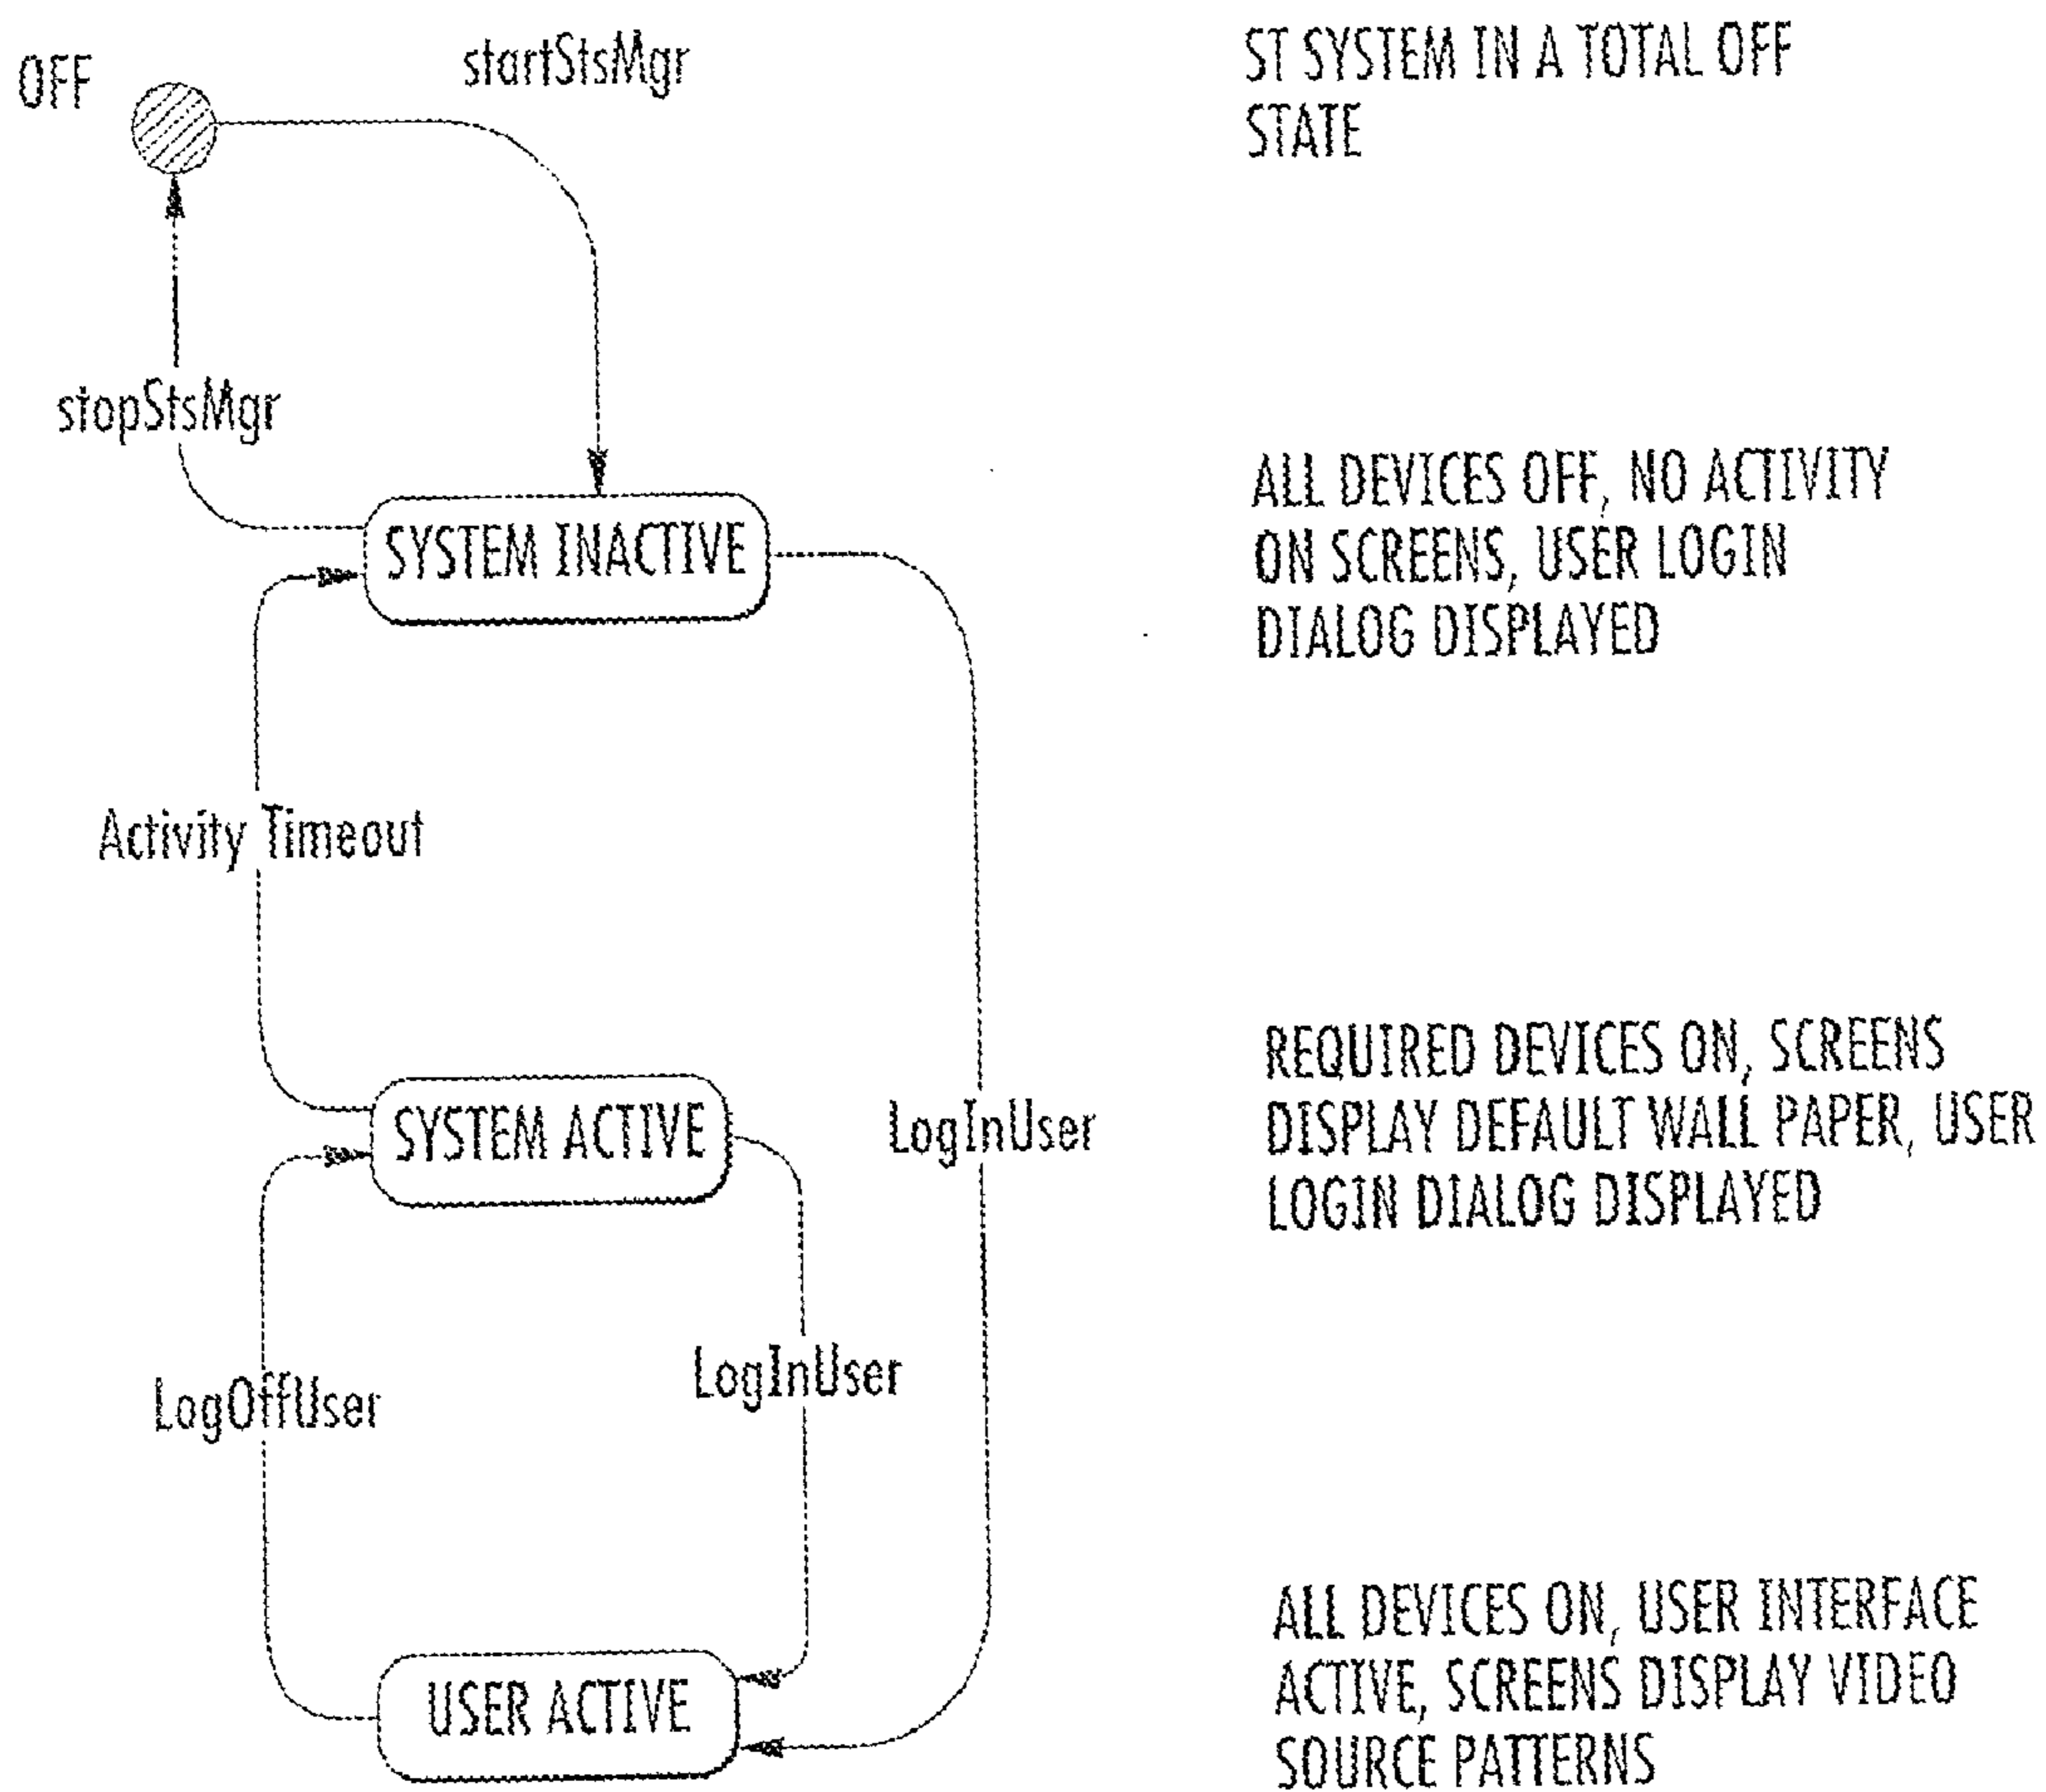 OFF
startStsMgr
ST SYSTEM IN A TOTAL OFF
STATE
stopStsMgr
SYSTEM INACTIVE
ALL DEVICES OFF, NO ACTIVITY
ON SCREENS, USER LOGIN
DIALOG DISPLAYED
Activity Timeout
SYSTEM ACTIVE
LogInUser
REQUIRED DEVICES ON, SCREENS
DISPLAY DEFAULT WALL PAPER, USER
LOGIN DIALOG DISPLAYED
LogOffUser
LogInUser
USER ACTIVE
ALL DEVICES ON, USER INTERFACE
ACTIVE, SCREENS DISPLAY VIDEO
SOURCE PATTERNS